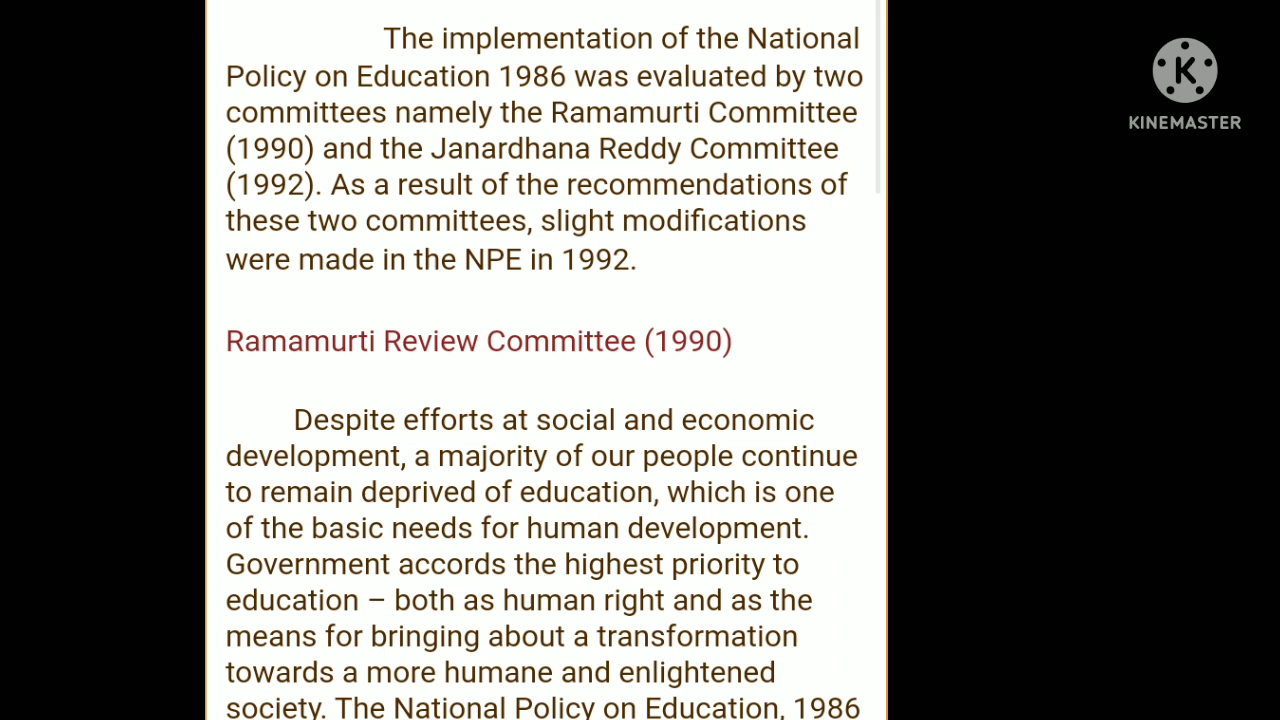 The implementation of the National
Policy on Education 1986 was evaluated by two
committees namely the Ramamurti Committee
(1990) and the Janardhana Reddy Committee
(1992). As a result of the recommendations of
these two committees, slight modifications
were made in the NPE in 1992.
Ramamurti Review Committee (1990)
Despite efforts at social and economic
development, a majority of our people continue
to remain deprived of education, which is one
of the basic needs for human development.
Government accords the highest priority to
education – both as human right and as the
means for bringing about a transformation
towards a more humane and enlightened
society. The National Policy on Education, 1986
K
KINEMASTER